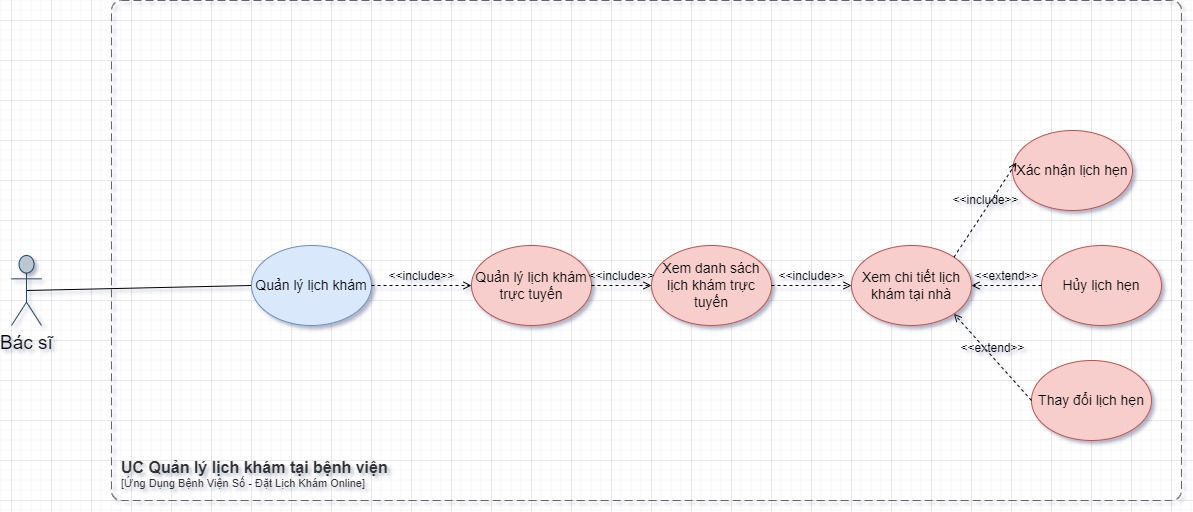 Xác nhận lịch hẹn
<<include>>
Quản lý lịch khám
<<include>>
Quản lý lịch khám
trực tuyến
<<include>>
Xem danh sách
lịch khám trực
tuyến
<<include>>
Xem chi tiết lịch
khám tại nhà
<<extend>>
Hủy lịch hẹn
Bác sĩ
<<extend>>
Thay đổi lịch hẹn
UC Quản lý lịch khám tại bệnh viện
[Ứng Dụng Bệnh Viện Số - Đặt Lịch Khám Online]